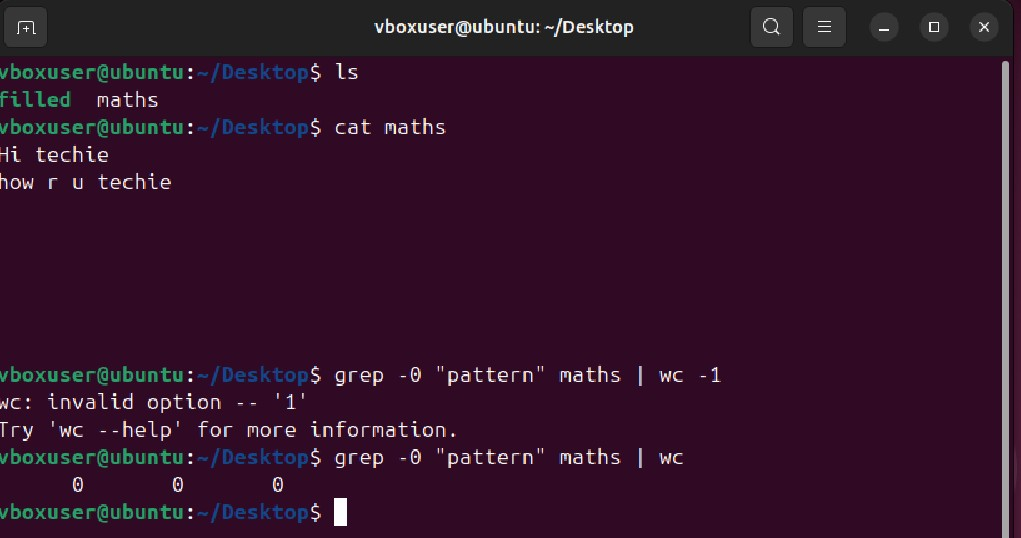 vboxuser@ubuntu: ~/Desktop
vboxuser@ubuntu:~/Desktop$ ls
filled  maths
vboxuser@ubuntu:~/Desktop$ cat maths
Hi techie
how r u techie
vboxuser@ubuntu:~/Desktop$ grep -0 "pattern" maths | wc -1
wc: invalid option -- '1'
Try 'wc --help' for more information.
vboxuser@ubuntu:~/Desktop$ grep -0 "pattern" maths | wc
      0       0       0
vboxuser@ubuntu:~/Desktop$